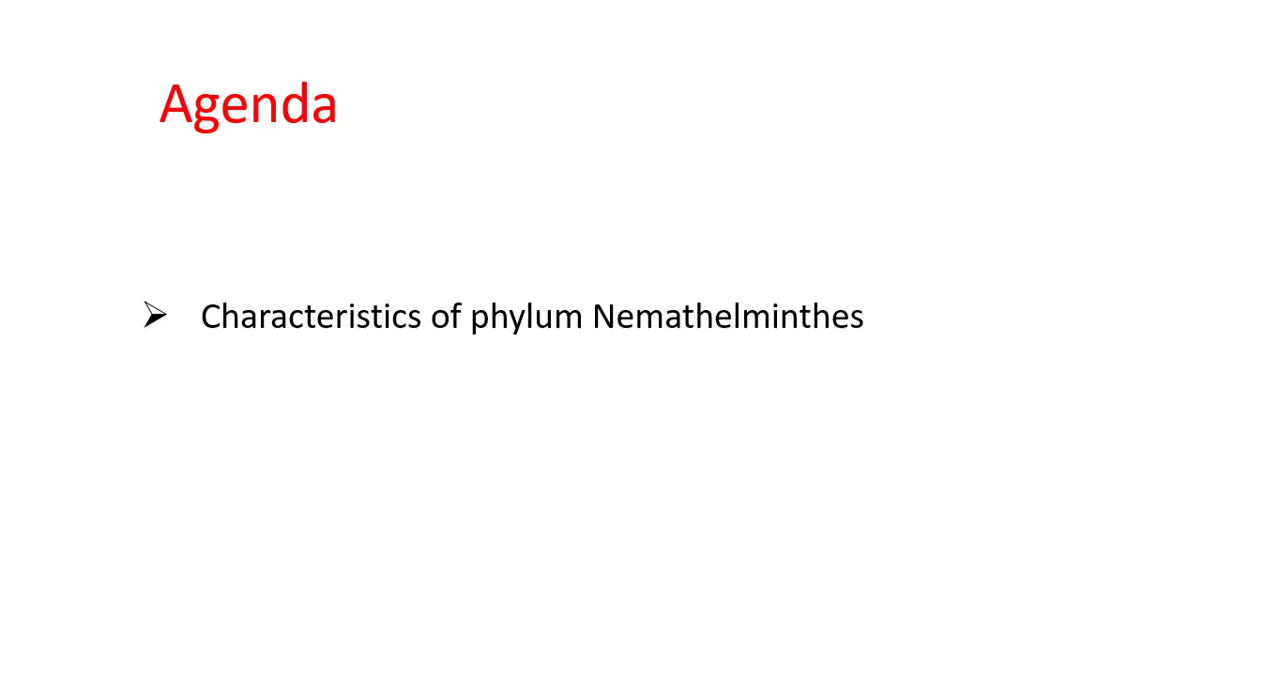 Agenda
➢ Characteristics of phylum Nemathelminthes